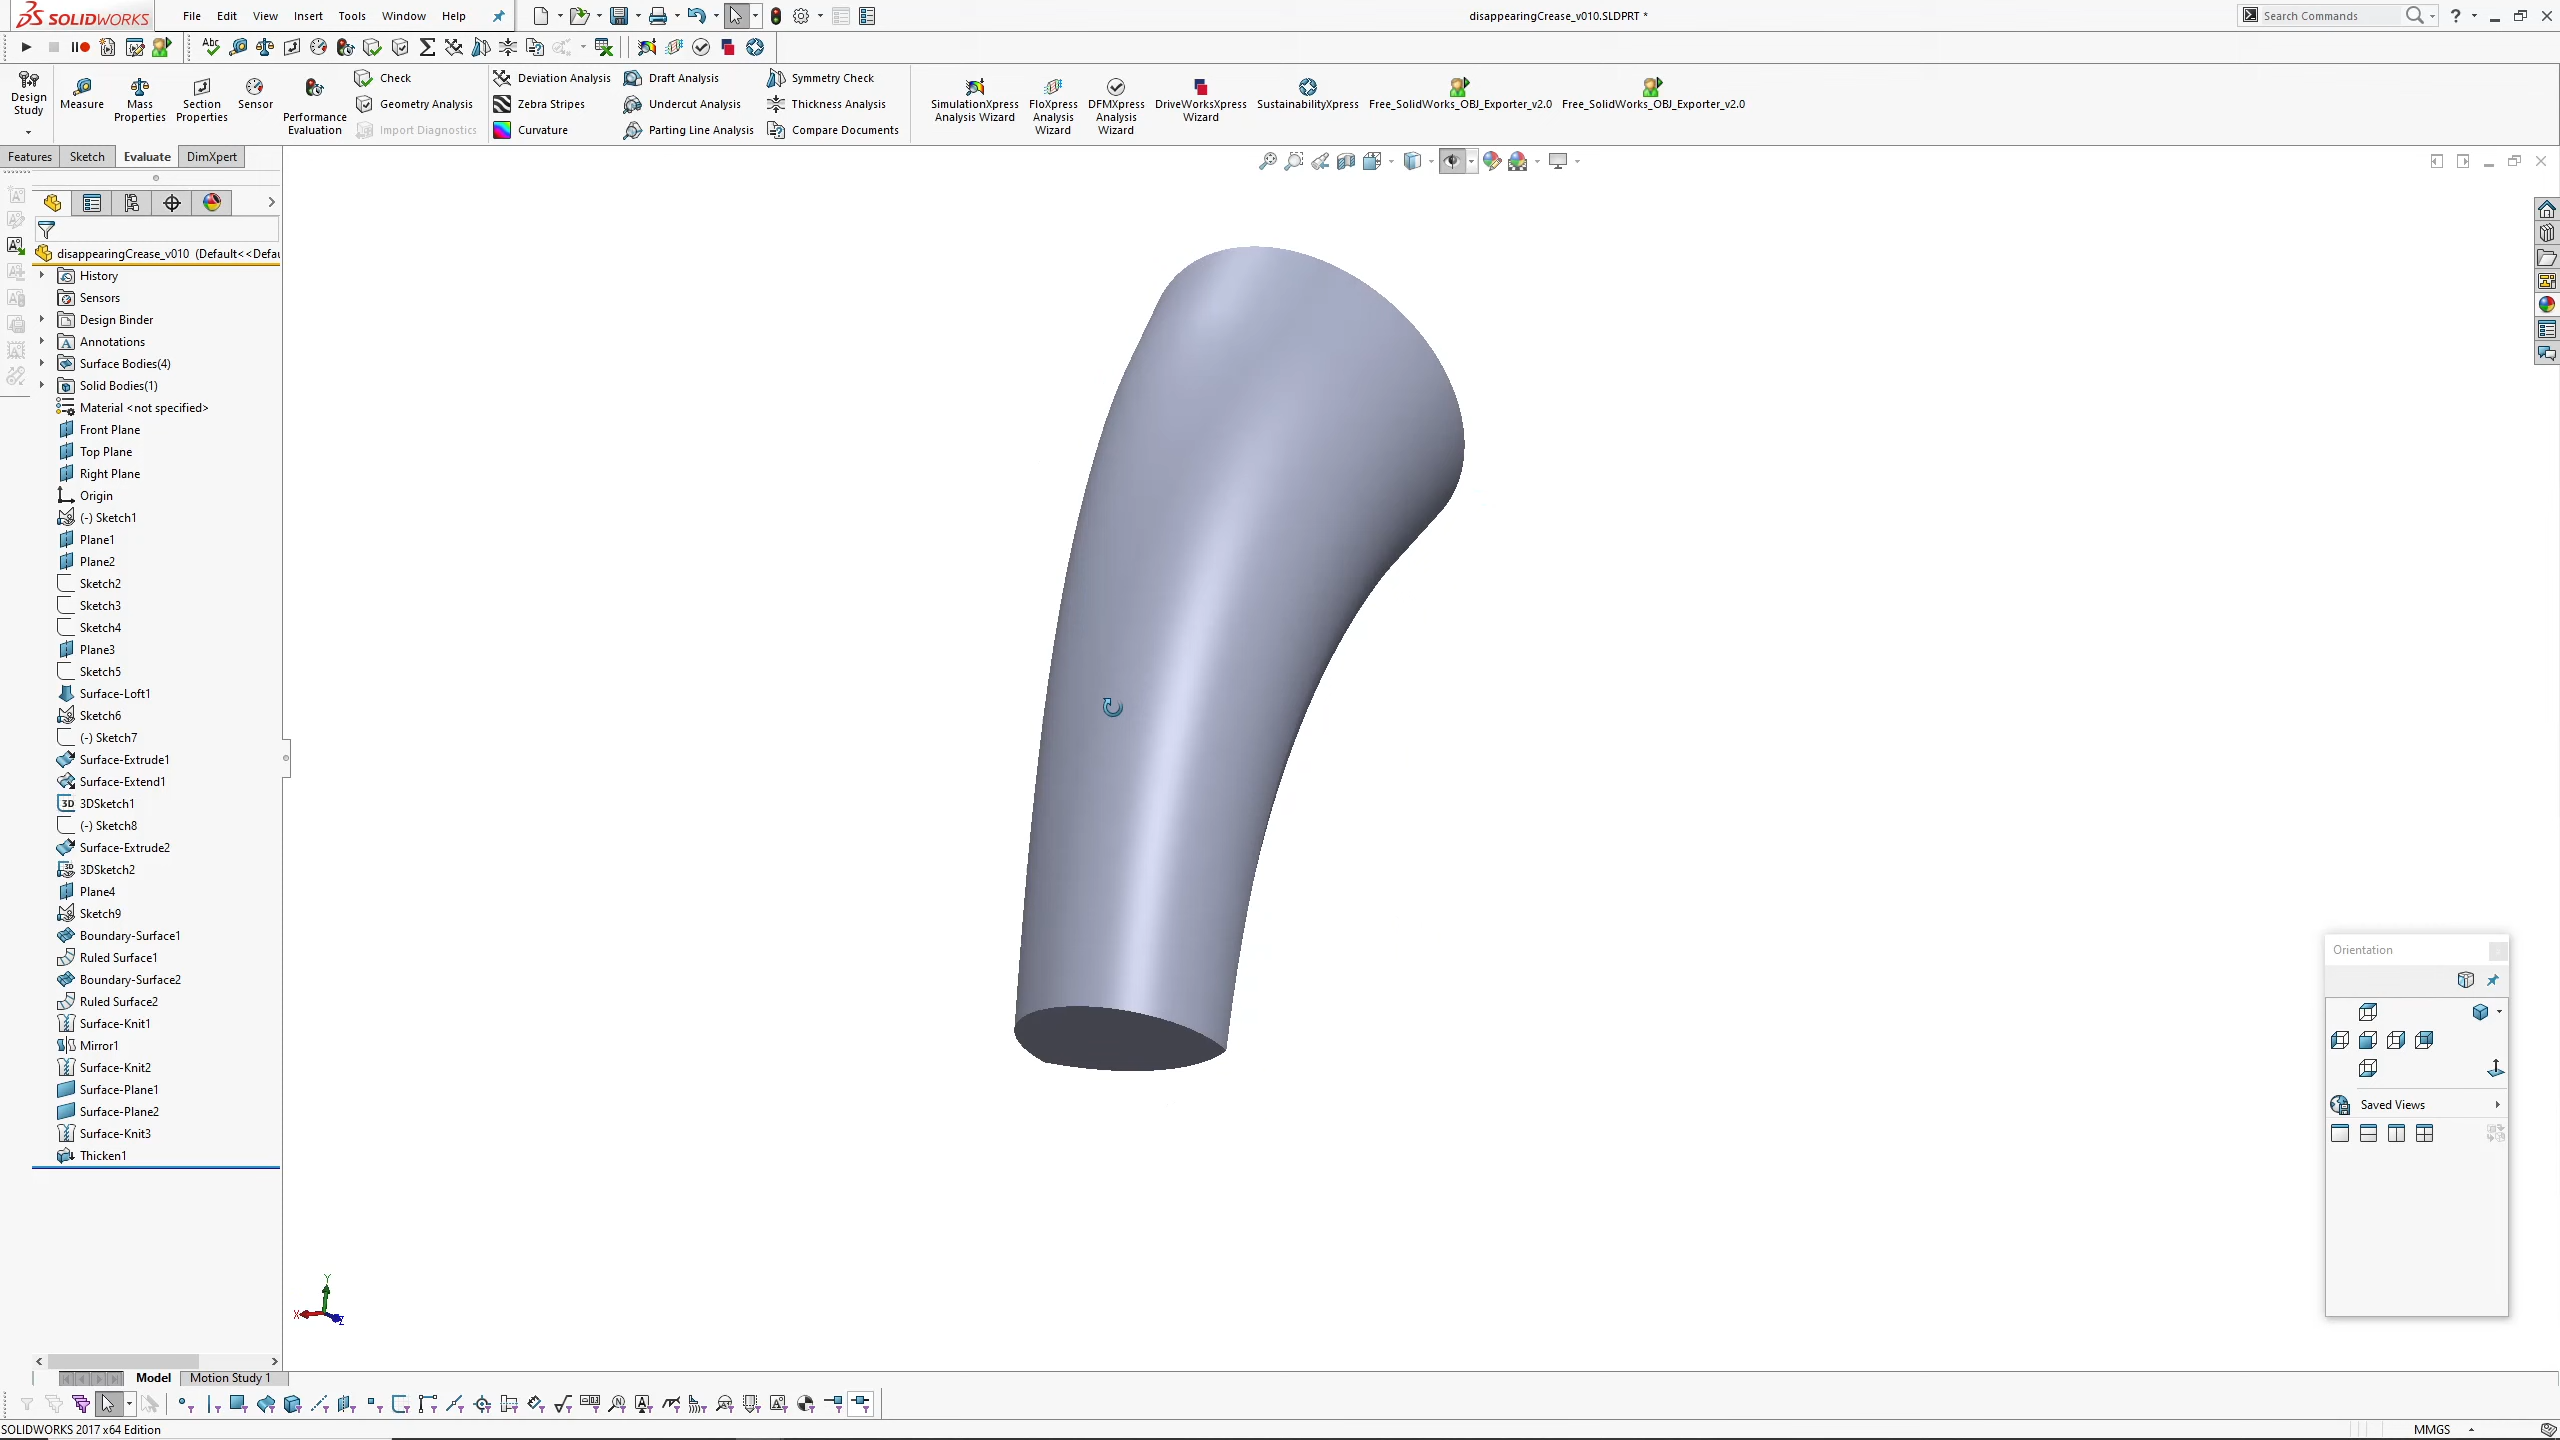 SOLIDWORKS
File Edit View Insert Tools Window Help
disappearingCrease_v010.SLDPRT *
Search Commands
Design Study
Measure
Mass Properties
Section Properties
Sensor
Performance Evaluation
Check
Geometry Analysis
Import Diagnostics
Deviation Analysis
Zebra Stripes
Curvature
Draft Analysis
Undercut Analysis
Parting Line Analysis
Symmetry Check
Thickness Analysis
Compare Documents
SimulationXpress Analysis Wizard
FloXpress Analysis Wizard
DFMXpress Analysis Wizard
DriveWorksXpress Wizard
SustainabilityXpress
Free_SolidWorks_OBJ_Exporter_v2.0
Free_SolidWorks_OBJ_Exporter_v2.0
Features Sketch Evaluate DimXpert
disappearingCrease_v010 (Default<<Defau
History
Sensors
Design Binder
Annotations
Surface Bodies(4)
Solid Bodies(1)
Material <not specified>
Front Plane
Top Plane
Right Plane
Origin
(-) Sketch1
Plane1
Plane2
Sketch2
Sketch3
Sketch4
Plane3
Sketch5
Surface-Loft1
Sketch6
(-) Sketch7
Surface-Extrude1
Surface-Extend1
3DSketch1
(-) Sketch8
Surface-Extrude2
3DSketch2
Plane4
Sketch9
Boundary-Surface1
Ruled Surface1
Boundary-Surface2
Ruled Surface2
Surface-Knit1
Mirror1
Surface-Knit2
Surface-Plane1
Surface-Plane2
Surface-Knit3
Thicken1
Orientation
Saved Views
Y
X
Z
Model Motion Study 1
SOLIDWORKS 2017 x64 Edition
MMGS